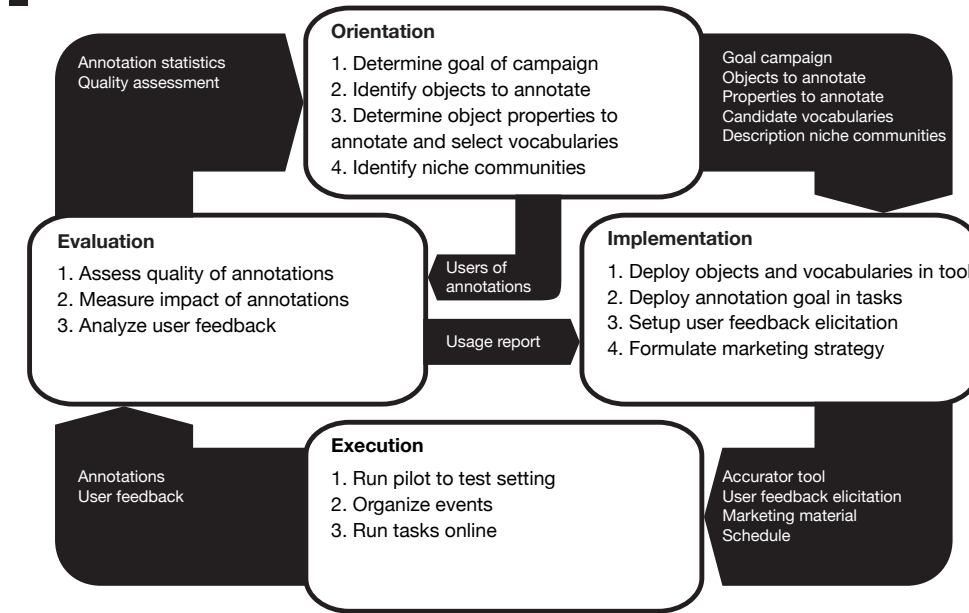 Orientation
1. Determine goal of campaign
2. Identify objects to annotate
3. Determine object properties to
annotate and select vocabularies
4. Identify niche communities
Annotation statistics
Quality assessment
Goal campaign
Objects to annotate
Properties to annotate
Candidate vocabularies
Description niche communities
Evaluation
1. Assess quality of annotations
2. Measure impact of annotations
3. Analyze user feedback
Users of
annotations
Usage report
Implementation
1. Deploy objects and vocabularies in tool
2. Deploy annotation goal in tasks
3. Setup user feedback elicitation
4. Formulate marketing strategy
Execution
1. Run pilot to test setting
2. Organize events
3. Run tasks online
Annotations
User feedback
Accurator tool
User feedback elicitation
Marketing material
Schedule